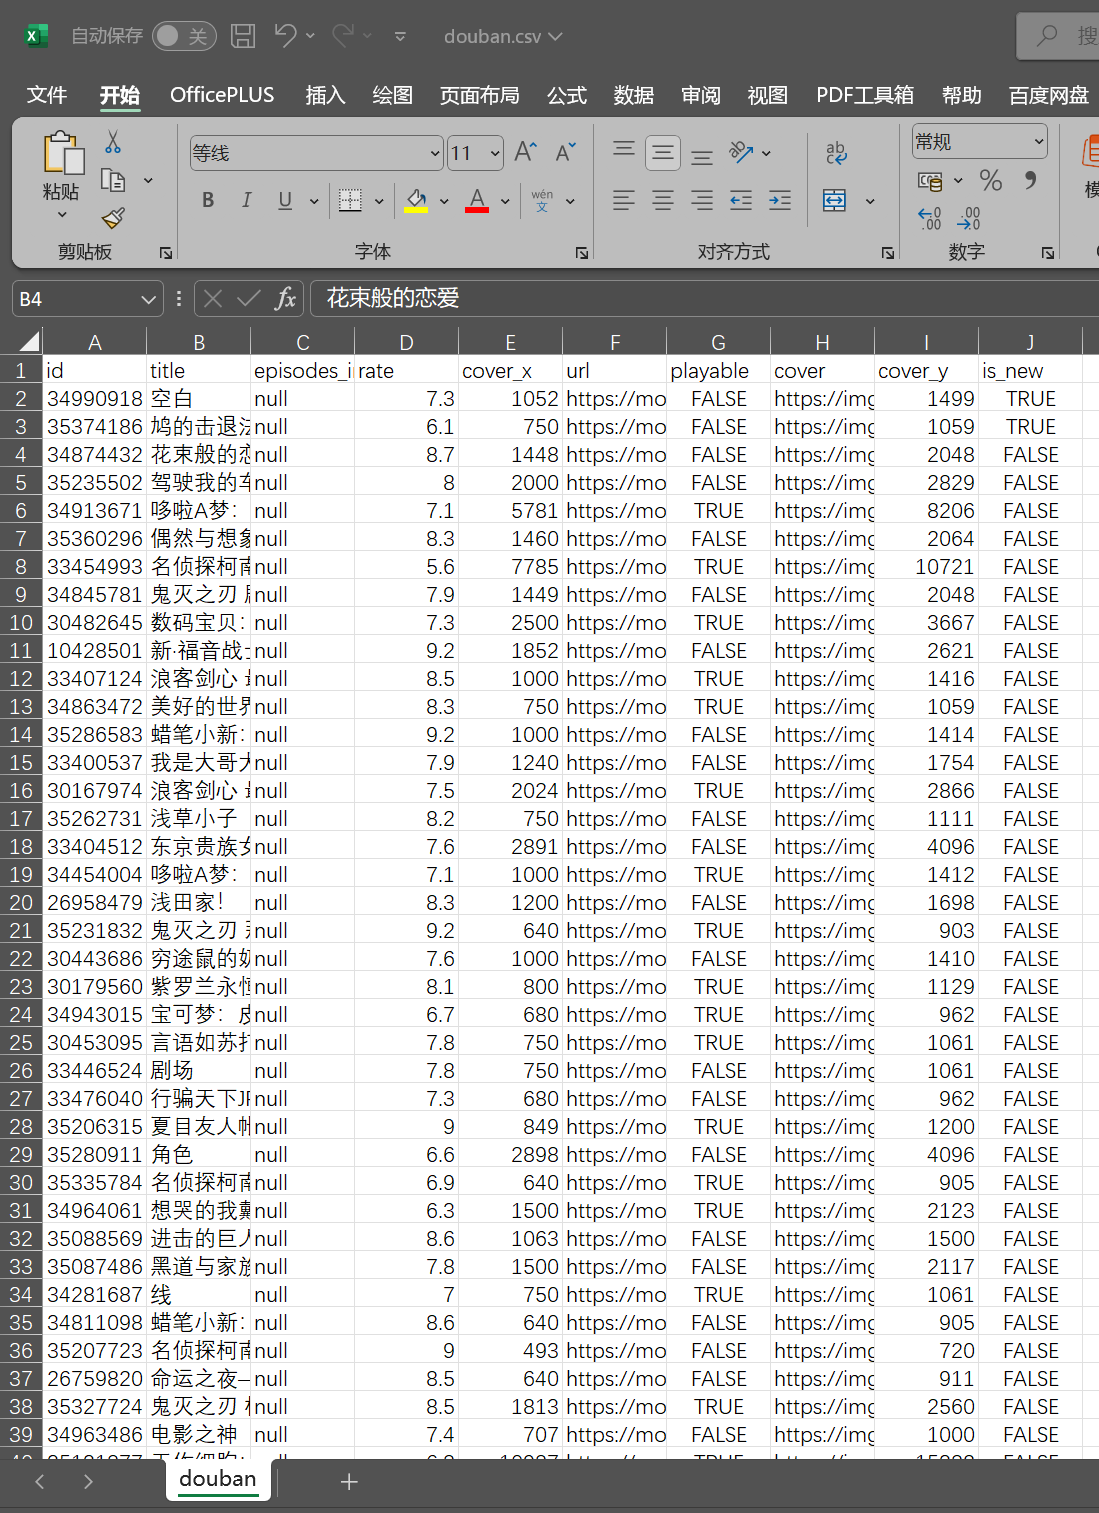 自动保存 关 douban.csv 搜
文件 开始 OfficePLUS 插入 绘图 页面布局 公式 数据 审阅 视图 PDF工具箱 帮助 百度网盘
粘贴 等线 11 常规
B I U A wén 文 ab c % .00 .0
剪贴板 字体 对齐方式 数字
B4 fx 花束般的恋爱
A B C D E F G H I J
1 id title episodes_i rate cover_x url playable cover cover_y is_new
2 34990918 空白 null 7.3 1052 https://mo FALSE https://img 1499 TRUE
3 35374186 鸠的击退法 null 6.1 750 https://mo FALSE https://img 1059 TRUE
4 34874432 花束般的恋 null 8.7 1448 https://mo FALSE https://img 2048 FALSE
5 35235502 驾驶我的车 null 8 2000 https://mo FALSE https://img 2829 FALSE
6 34913671 哆啦A梦： null 7.1 5781 https://mo TRUE https://img 8206 FALSE
7 35360296 偶然与想象 null 8.3 1460 https://mo FALSE https://img 2064 FALSE
8 33454993 名侦探柯南 null 5.6 7785 https://mo TRUE https://img 10721 FALSE
9 34845781 鬼灭之刃 null 7.9 1449 https://mo FALSE https://img 2048 FALSE
10 30482645 数码宝贝： null 7.3 2500 https://mo FALSE https://img 3667 FALSE
11 10428501 新·福音战士 null 9.2 1852 https://mo FALSE https://img 2621 FALSE
12 33407124 浪客剑心 null 8.5 1000 https://mo TRUE https://img 1416 FALSE
13 34863472 美好的世界 null 8.3 750 https://mo FALSE https://img 1059 FALSE
14 35286583 蜡笔小新： null 9.2 1000 https://mo FALSE https://img 1414 FALSE
15 33400537 我是大哥大 null 7.9 1240 https://mo FALSE https://img 1754 FALSE
16 30167974 浪客剑心 null 7.5 2024 https://mo TRUE https://img 2866 FALSE
17 35262731 浅草小子 null 8.2 750 https://mo FALSE https://img 1111 FALSE
18 33404512 东京贵族女 null 7.6 2891 https://mo FALSE https://img 4096 FALSE
19 34454004 哆啦A梦： null 7.1 1000 https://mo TRUE https://img 1412 FALSE
20 26958479 浅田家！ null 8.3 1200 https://mo FALSE https://img 1698 FALSE
21 35231832 鬼灭之刃 null 9.2 640 https://mo TRUE https://img 903 FALSE
22 30443686 穷途鼠的 null 7.6 1000 https://mo FALSE https://img 1410 FALSE
23 30179560 紫罗兰永恒 null 8.1 800 https://mo TRUE https://img 1129 FALSE
24 34943015 宝可梦：皮 null 6.7 680 https://mo TRUE https://img 962 FALSE
25 30453095 言语如苏打 null 7.8 750 https://mo TRUE https://img 1061 FALSE
26 33446524 剧场 null 7.8 750 https://mo FALSE https://img 1061 FALSE
27 33476040 行骗天下JP null 7.3 680 https://mo FALSE https://img 962 FALSE
28 35206315 夏目友人帐 null 9 849 https://mo TRUE https://img 1200 FALSE
29 35280911 角色 null 6.6 2898 https://mo FALSE https://img 4096 FALSE
30 35335784 名侦探柯南 null 6.9 640 https://mo TRUE https://img 905 FALSE
31 34964061 想哭的我戴 null 6.3 1500 https://mo TRUE https://img 2123 FALSE
32 35088569 进击的巨人 null 8.6 1063 https://mo FALSE https://img 1500 FALSE
33 35087486 黑道与家族 null 7.8 1500 https://mo FALSE https://img 2117 FALSE
34 34281687 线 null 7 750 https://mo TRUE https://img 1061 FALSE
35 34811098 蜡笔小新： null 8.6 640 https://mo FALSE https://img 905 FALSE
36 35207723 名侦探柯南 null 9 493 https://mo FALSE https://img 720 FALSE
37 26759820 命运之夜— null 8.5 640 https://mo FALSE https://img 911 FALSE
38 35327724 鬼灭之刃 null 8.5 1813 https://mo TRUE https://img 2560 FALSE
39 34963486 电影之神 null 7.4 707 https://mo FALSE https://img 1000 FALSE
douban